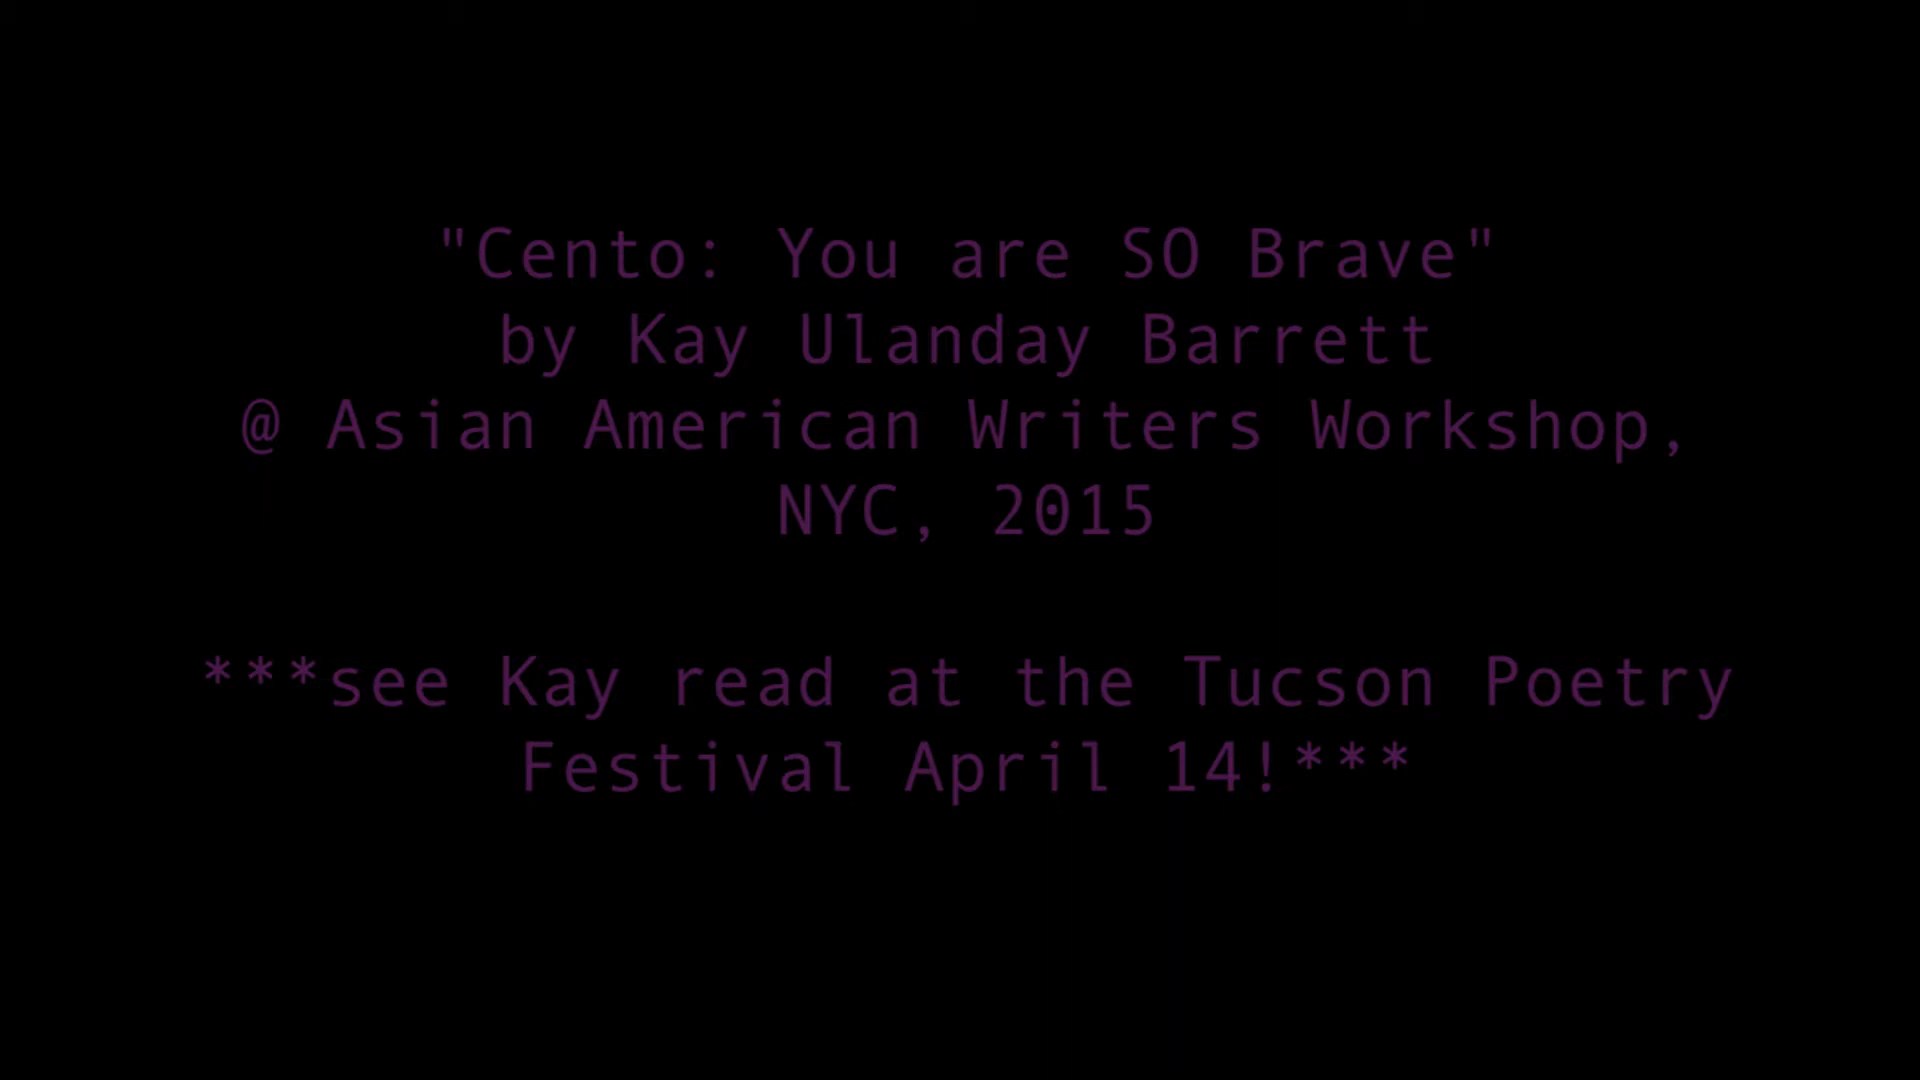 "Cento: You are SO Brave"
by Kay Ulanday Barrett
@ Asian American Writers Workshop,
NYC, 2015
***see Kay read at the Tucson Poetry
Festival April 14!***